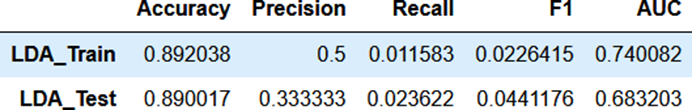 Accuracy Precision Recall F1 AUC
LDA_Train 0.892038 0.5 0.011583 0.0226415 0.740082
LDA_Test 0.890017 0.333333 0.023622 0.0441176 0.683203